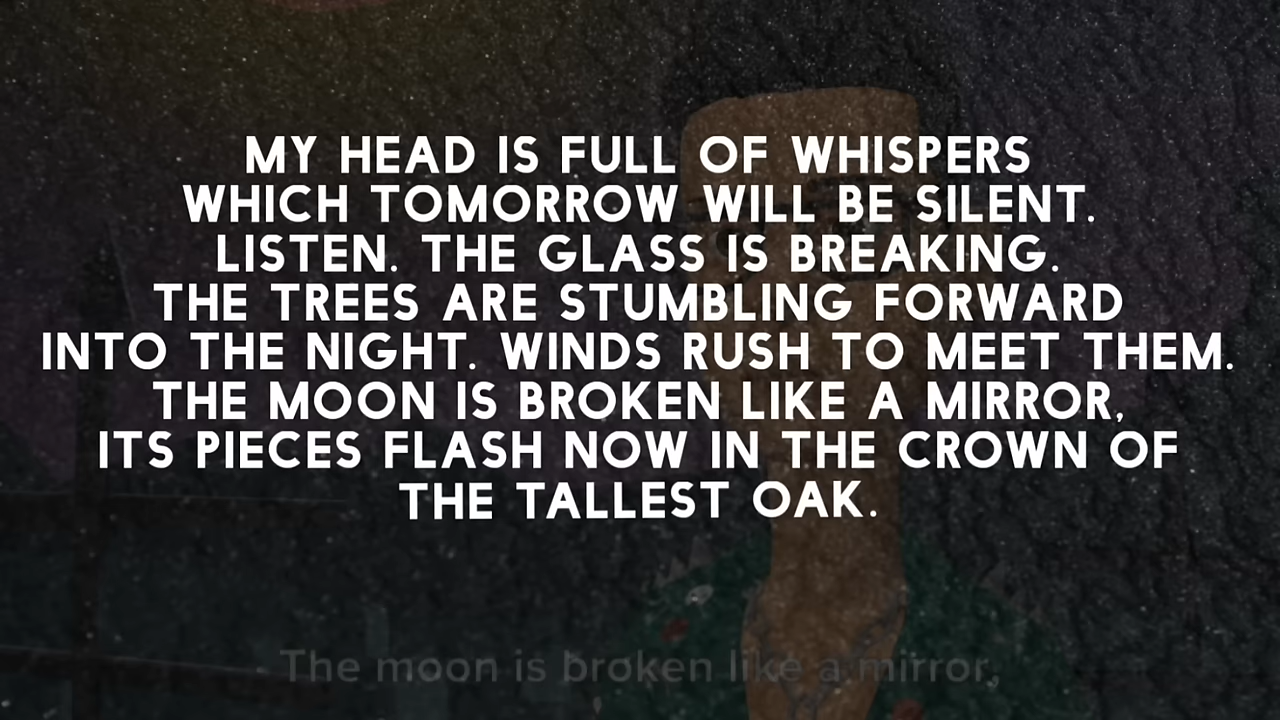 MY HEAD IS FULL OF WHISPERS
WHICH TOMORROW WILL BE SILENT.
LISTEN. THE GLASS IS BREAKING.
THE TREES ARE STUMBLING FORWARD
INTO THE NIGHT. WINDS RUSH TO MEET THEM.
THE MOON IS BROKEN LIKE A MIRROR,
ITS PIECES FLASH NOW IN THE CROWN OF
THE TALLEST OAK.
The moon is broken like a mirror,